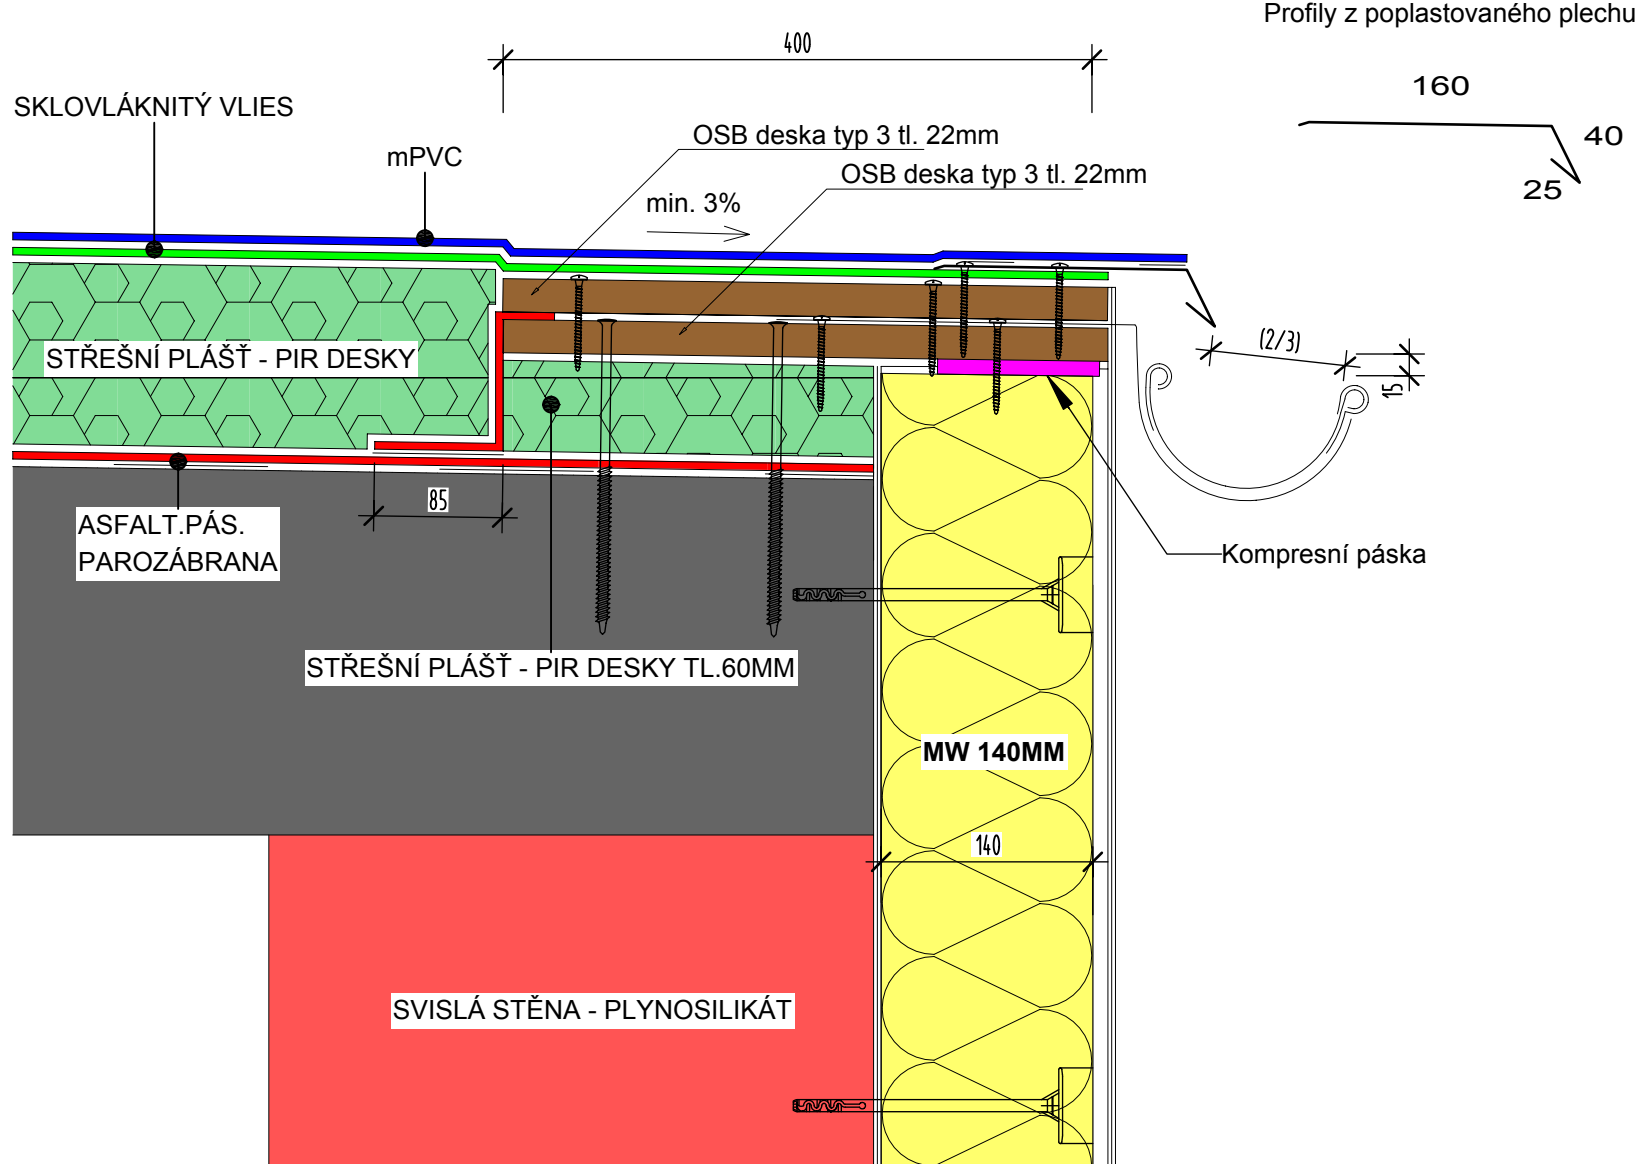 Profily z poplastovaného plechu
400
160
SKLOVLÁKNITÝ VLIES
OSB deska typ 3 tl. 22mm
40
mPVC
OSB deska typ 3 tl. 22mm
25
min. 3%
(2/3)
STŘEŠNÍ PLÁŠŤ - PIR DESKY
15
85
ASFALT.PÁS.
PAROZÁBRANA
Kompresní páska
STŘEŠNÍ PLÁŠŤ - PIR DESKY TL.60MM
MW 140MM
140
SVISLÁ STĚNA - PLYNOSILIKÁT